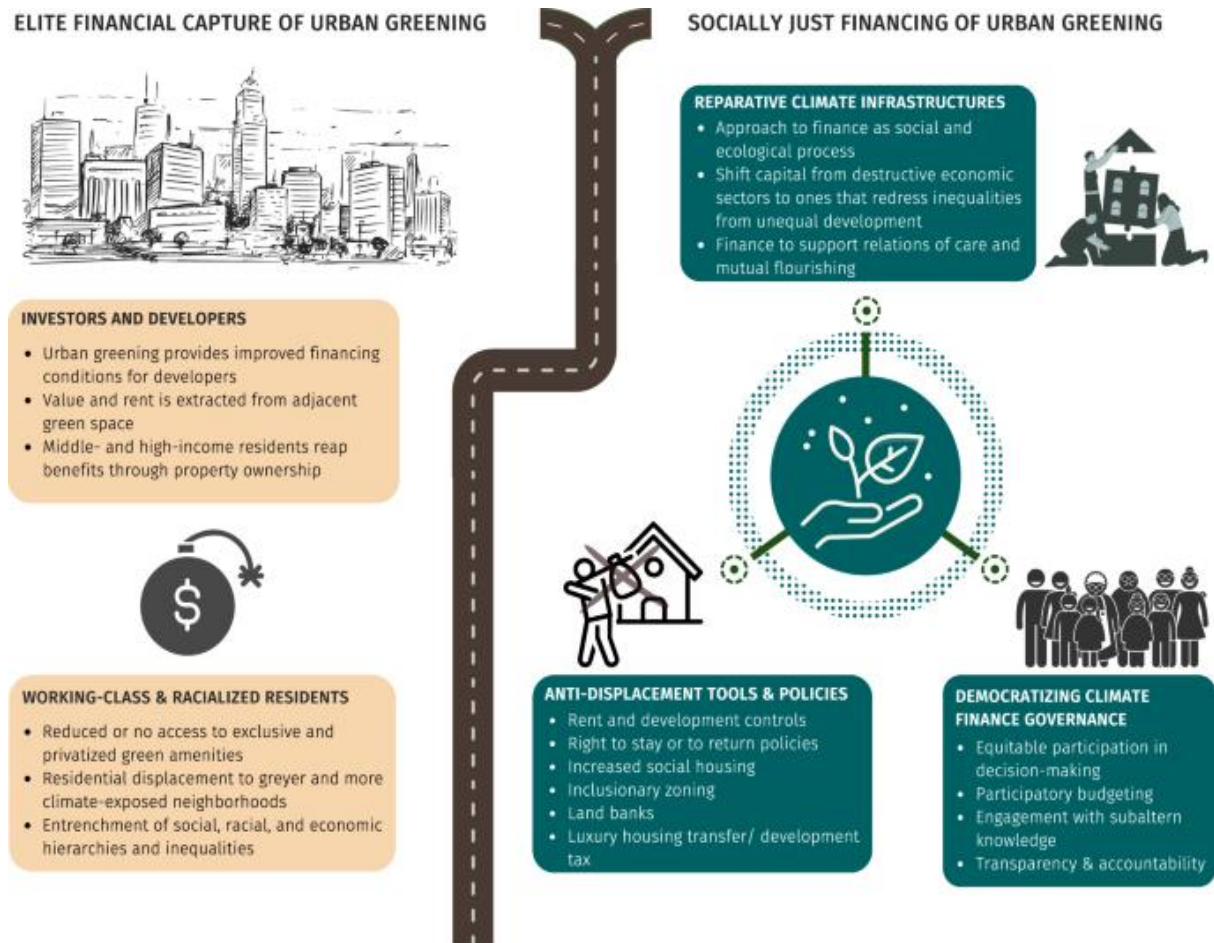 ELITE FINANCIAL CAPTURE OF URBAN GREENING
INVESTORS AND DEVELOPERS
• Urban greening provides improved financing
conditions for developers
• Value and rent is extracted from adjacent
green space
• Middle- and high-income residents reap
benefits through property ownership
$
WORKING-CLASS & RACIALIZED RESIDENTS
• Reduced or no access to exclusive and
privatized green amenities
• Residential displacement to greyer and more
climate-exposed neighborhoods
• Entrenchment of social, racial, and economic
hierarchies and inequalities
SOCIALLY JUST FINANCING OF URBAN GREENING
REPARATIVE CLIMATE INFRASTRUCTURES
• Approach to finance as social and
ecological process
• Shift capital from destructive economic
sectors to ones that redress inequalities
from unequal development
• Finance to support relations of care and
mutual flourishing
ANTI-DISPLACEMENT TOOLS & POLICIES
• Rent and development controls
• Right to stay or to return policies
• Increased social housing
• Inclusionary zoning
• Land banks
• Luxury housing transfer/ development
tax
DEMOCRATIZING CLIMATE
FINANCE GOVERNANCE
• Equitable participation in
decision-making
• Participatory budgeting
• Engagement with subaltern
knowledge
• Transparency & accountability